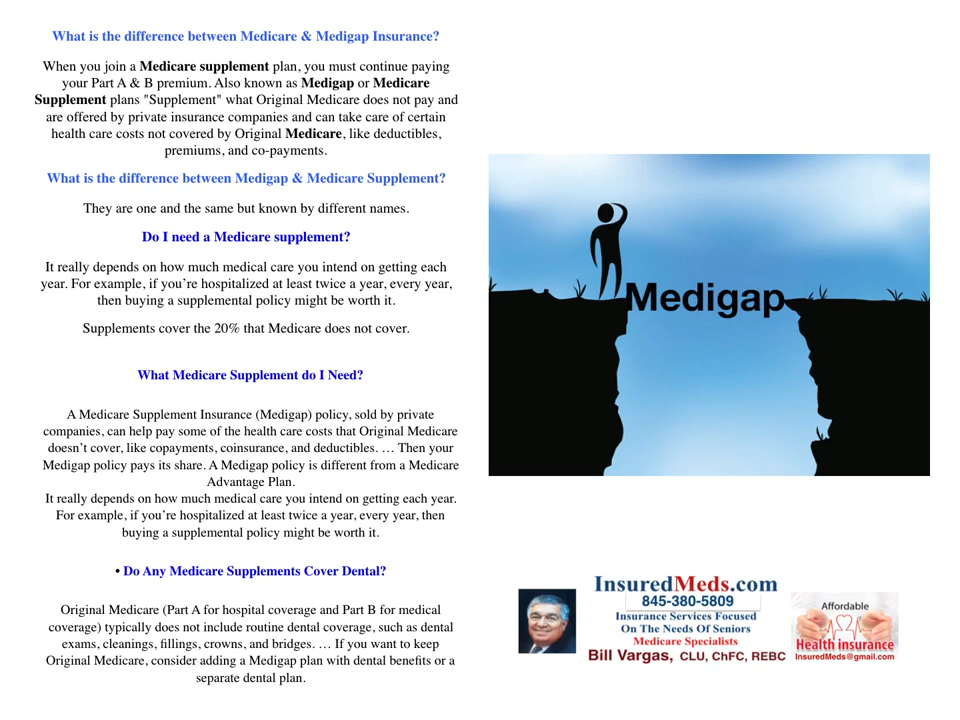 What is the difference between Medicare & Medigap Insurance?
When you join a Medicare supplement plan, you must continue paying
your Part A & B premium. Also known as Medigap or Medicare
Supplement plans "Supplement" what Original Medicare does not pay and
are offered by private insurance companies and can take care of certain
health care costs not covered by Original Medicare, like deductibles,
premiums, and co-payments.
What is the difference between Medigap & Medicare Supplement?
They are one and the same but known by different names.
Do I need a Medicare supplement?
It really depends on how much medical care you intend on getting each
year. For example, if you’re hospitalized at least twice a year, every year,
then buying a supplemental policy might be worth it.
Supplements cover the 20% that Medicare does not cover.
What Medicare Supplement do I Need?
A Medicare Supplement Insurance (Medigap) policy, sold by private
companies, can help pay some of the health care costs that Original Medicare
doesn’t cover, like copayments, coinsurance, and deductibles. … Then your
Medigap policy pays its share. A Medigap policy is different from a Medicare
Advantage Plan.
It really depends on how much medical care you intend on getting each year.
For example, if you’re hospitalized at least twice a year, every year, then
buying a supplemental policy might be worth it.
• Do Any Medicare Supplements Cover Dental?
Original Medicare (Part A for hospital coverage and Part B for medical
coverage) typically does not include routine dental coverage, such as dental
exams, cleanings, fillings, crowns, and bridges. … If you want to keep
Original Medicare, consider adding a Medigap plan with dental benefits or a
separate dental plan.
Medigap
InsuredMeds.com
845-380-5809
Insurance Services Focused
On The Needs Of Seniors
Medicare Specialists
Bill Vargas, CLU, ChFC, REBC
Affordable
Health insurance
InsuredMeds@gmail.com